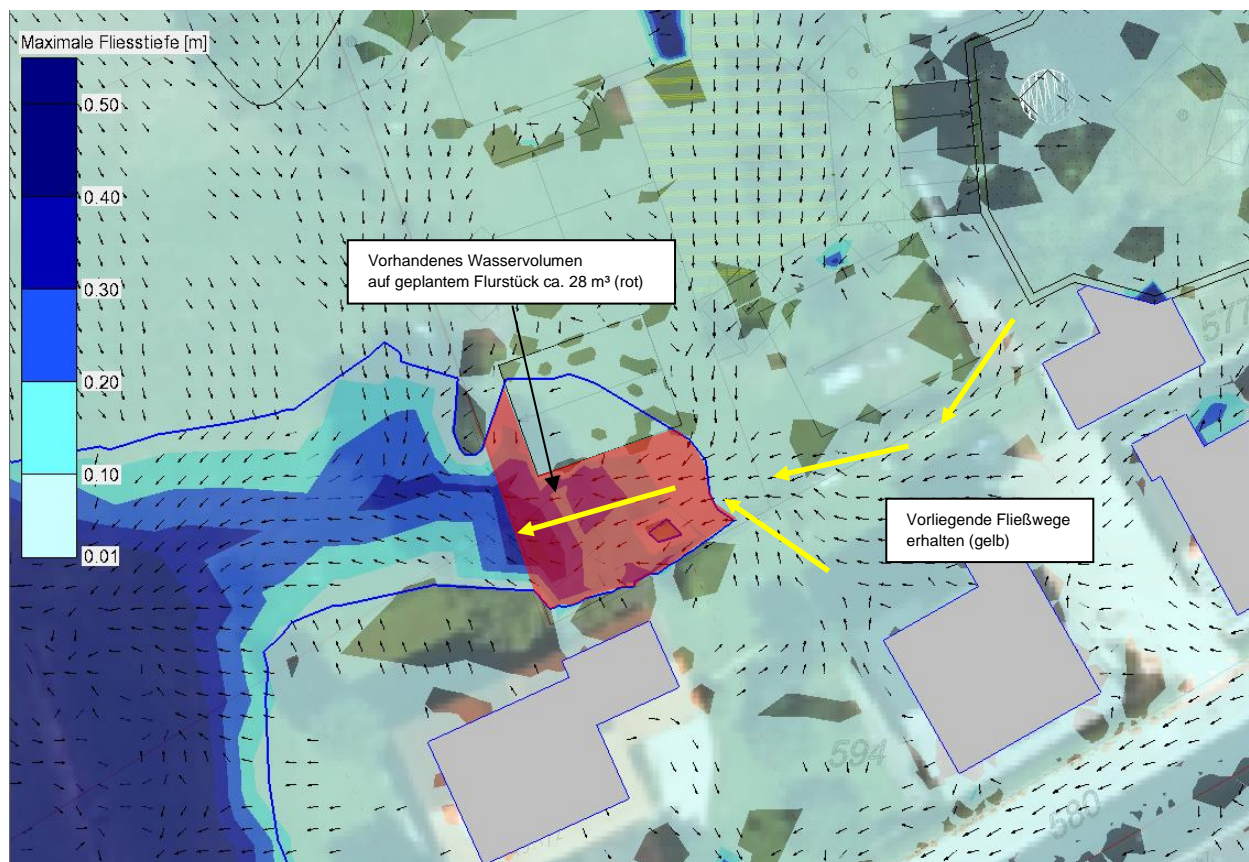 Maximale Fliesstiefe [m]
0.50
0.40
0.30
0.20
0.10
0.01
Vorhandenes Wasservolumen
auf geplantem Flurstück ca. 28 m³ (rot)
577
Vorliegende Fließwege
erhalten (gelb)
594
580